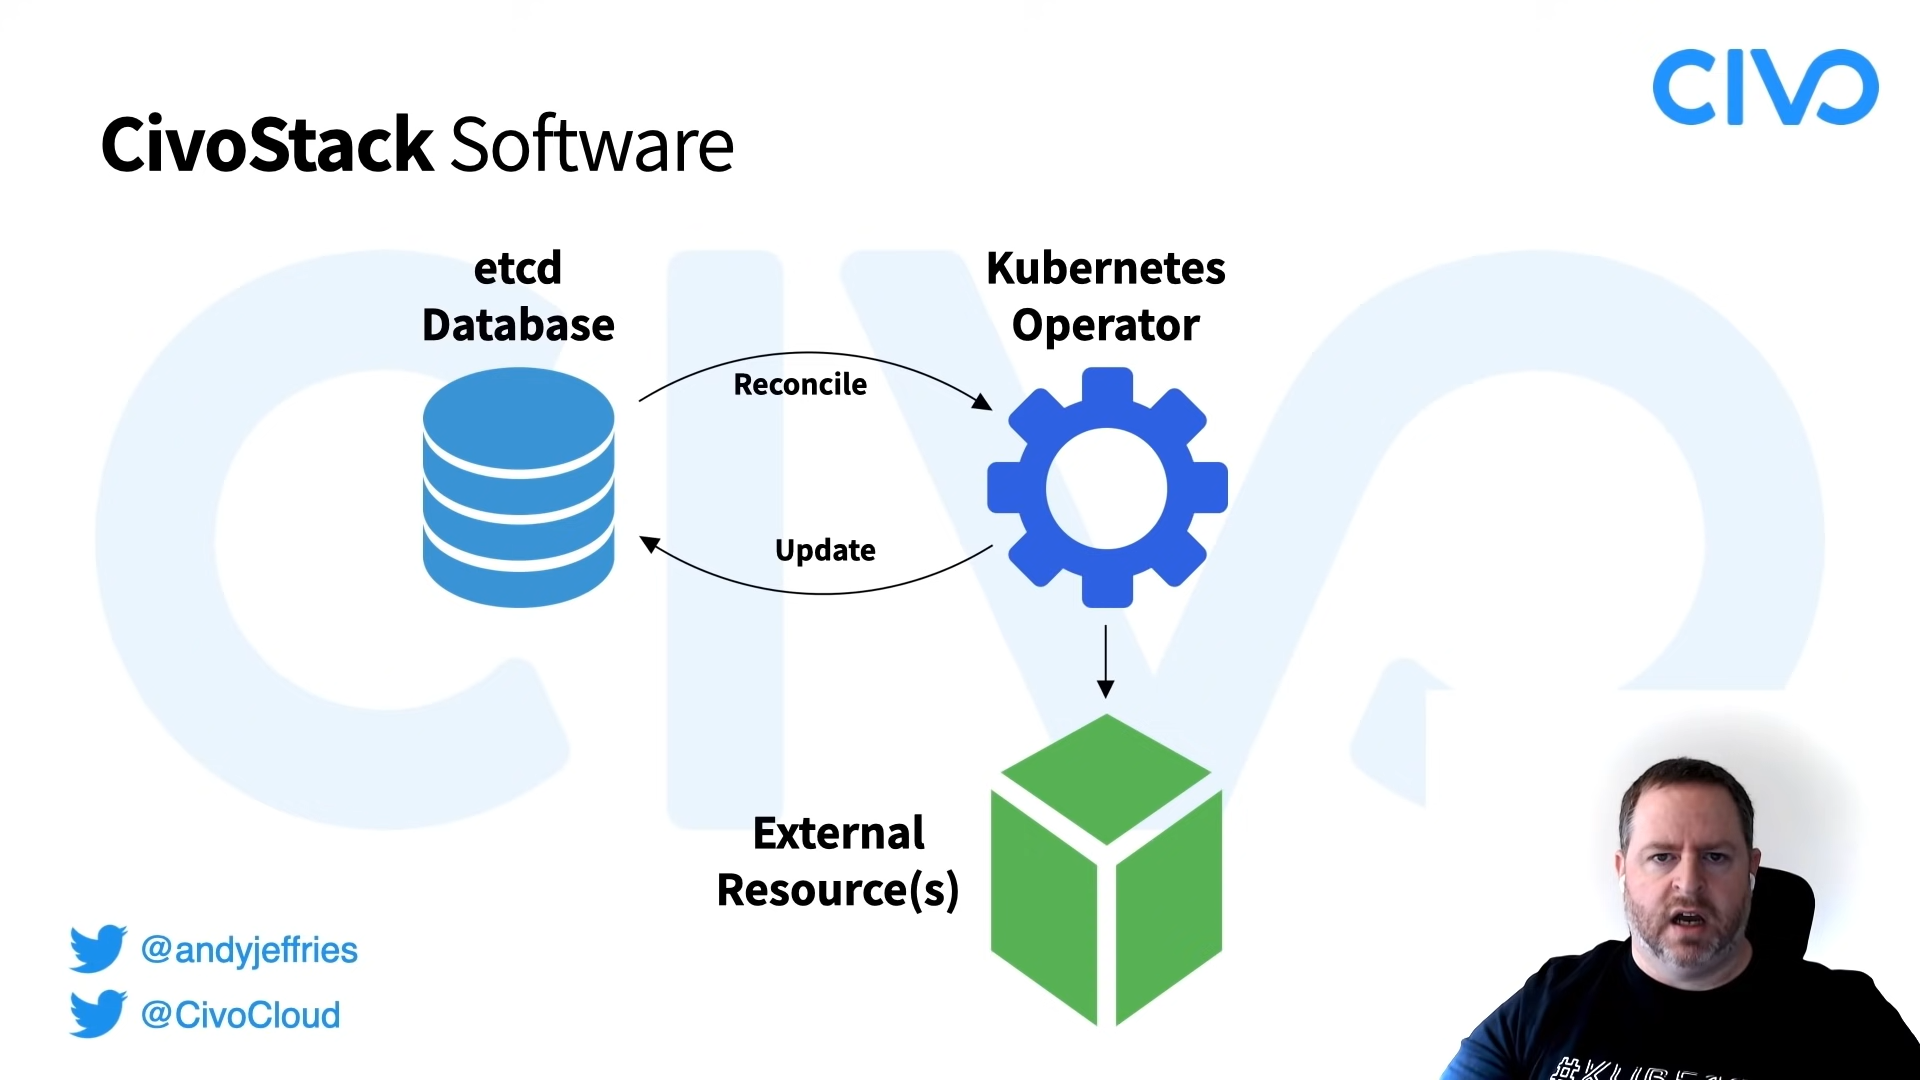 CIVO
CivoStack Software
etcd
Database
Kubernetes
Operator
Reconcile
Update
External
Resource(s)
@andyjeffries
@CivoCloud